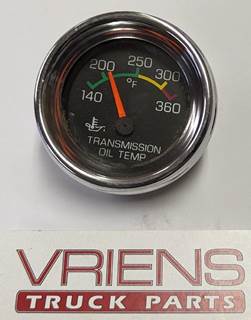 200 250
°F 300
140 360
TRANSMISSION
OIL TEMP
VRIENS
TRUCK PARTS